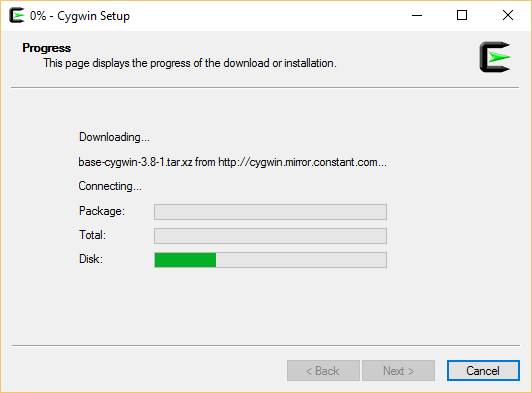 0% - Cygwin Setup
Progress
This page displays the progress of the download or installation.
Downloading...
base-cygwin-3.8-1.tar.xz from http://cygwin.mirror.constant.com...
Connecting...
Package:
Total:
Disk:
< Back
Next >
Cancel